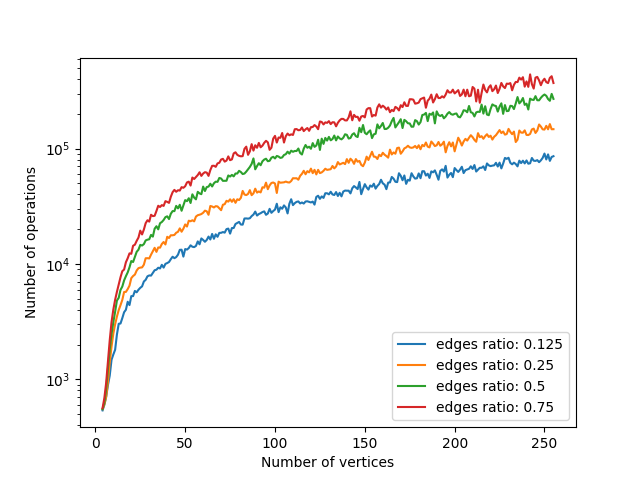 Number of operations
10^5
10^4
10^3
0 50 100 150 200 250
Number of vertices
edges ratio: 0.125
edges ratio: 0.25
edges ratio: 0.5
edges ratio: 0.75